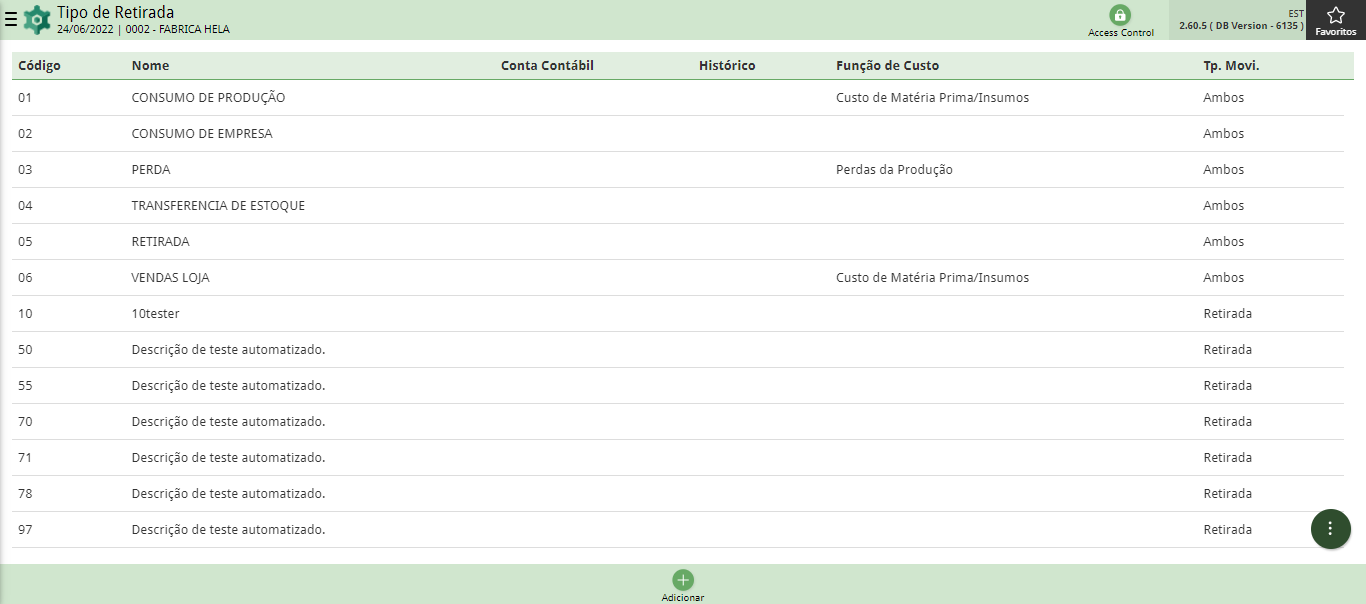 Tipo de Retirada
24/06/2022 | 0002 - FABRICA HELA
Access Control
EST
2.60.5 ( DB Version - 6135 )
Favoritos
Código Nome Conta Contábil Histórico Função de Custo Tp. Movi.
01 CONSUMO DE PRODUÇÃO Custo de Matéria Prima/Insumos Ambos
02 CONSUMO DE EMPRESA Ambos
03 PERDA Perdas da Produção Ambos
04 TRANSFERENCIA DE ESTOQUE Ambos
05 RETIRADA Ambos
06 VENDAS LOJA Custo de Matéria Prima/Insumos Ambos
10 10tester Retirada
50 Descrição de teste automatizado. Retirada
55 Descrição de teste automatizado. Retirada
70 Descrição de teste automatizado. Retirada
71 Descrição de teste automatizado. Retirada
78 Descrição de teste automatizado. Retirada
97 Descrição de teste automatizado. Retirada
Adicionar